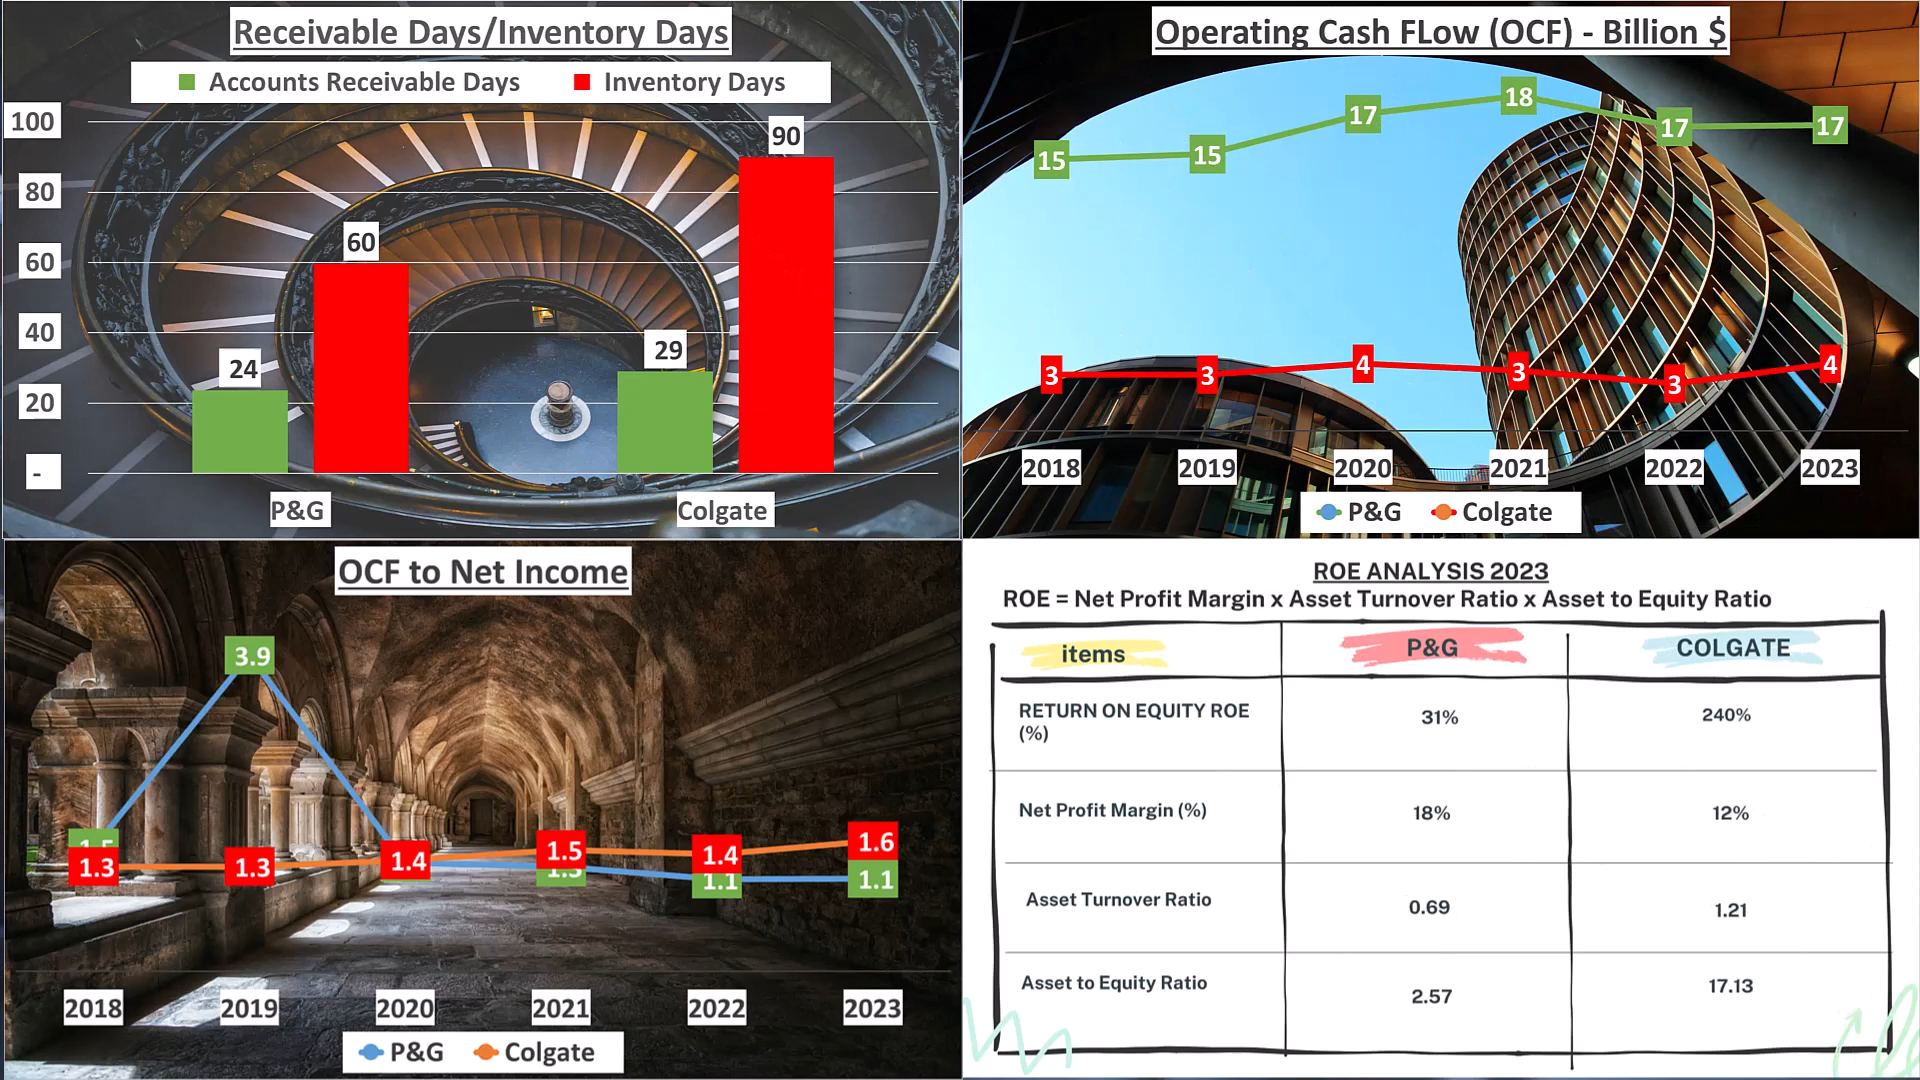 Receivable Days/Inventory Days
Accounts Receivable Days Inventory Days
100
80
60
40
20
-
24
60
29
90
P&G Colgate
Operating Cash FLow (OCF) - Billion $
15 15 17 18 17 17
3 3 4 3 3 4
2018 2019 2020 2021 2022 2023
P&G Colgate
OCF to Net Income
3.9
1.3 1.3 1.4 1.5 1.4 1.6
1.1 1.1
2018 2019 2020 2021 2022 2023
P&G Colgate
ROE ANALYSIS 2023
ROE = Net Profit Margin x Asset Turnover Ratio x Asset to Equity Ratio
items P&G COLGATE
RETURN ON EQUITY ROE
(%)
31% 240%
Net Profit Margin (%) 18% 12%
Asset Turnover Ratio 0.69 1.21
Asset to Equity Ratio 2.57 17.13